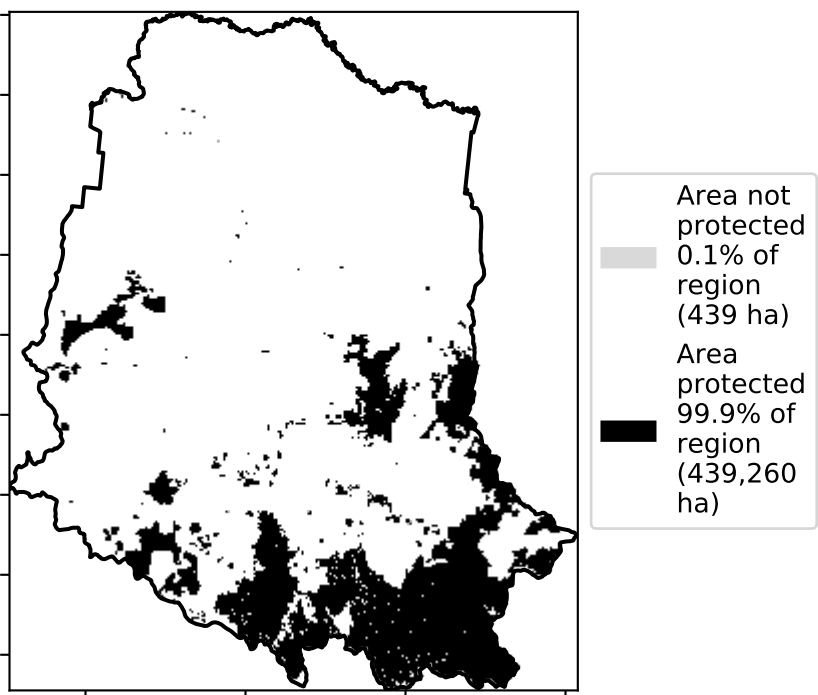 Area not
protected
0.1% of
region
(439 ha)
Area
protected
99.9% of
region
(439,260
ha)